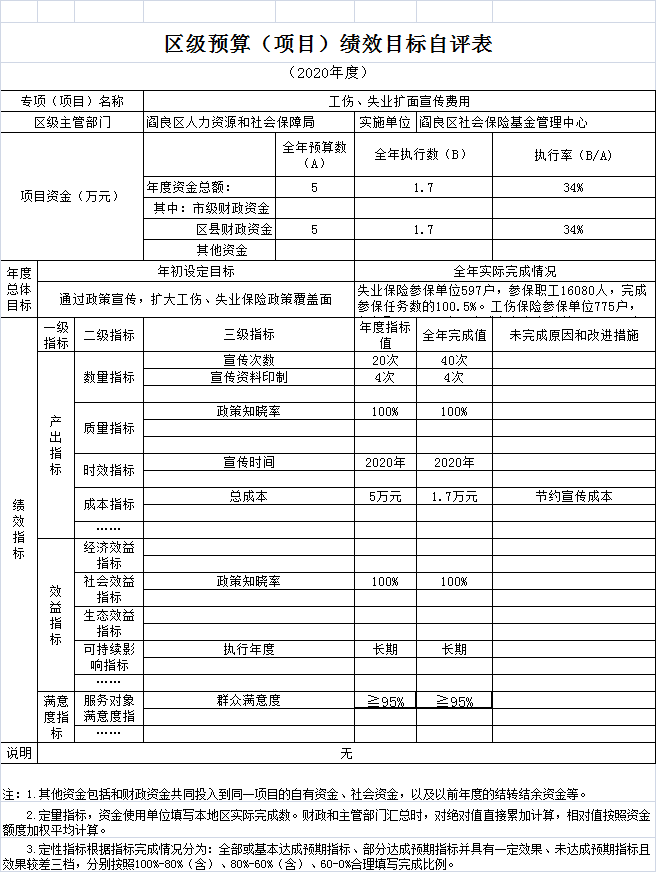 区级预算（项目）绩效目标自评表
（2020年度）
专项（项目）名称 工伤、失业扩面宣传费用
区级主管部门 阎良区人力资源和社会保障局 实施单位 阎良区社会保险基金管理中心
项目资金（万元） 全年预算数（A） 全年执行数（B） 执行率（B/A)
年度资金总额： 5 1.7 34%
其中：市级财政资金
区县财政资金 5 1.7 34%
其他资金
年度总体目标 年初设定目标 全年实际完成情况
通过政策宣传，扩大工伤、失业保险政策覆盖面
失业保险参保单位597户，参保职工16080人，完成
参保任务数的100.5%。工伤保险参保单位775户，
绩效指标 一级指标 二级指标 三级指标 年度指标值 全年完成值 未完成原因和改进措施
产出指标 数量指标 宣传次数 20次 40次
宣传资料印制 4次 4次
质量指标 政策知晓率 100% 100%
时效指标 宣传时间 2020年 2020年
成本指标 总成本 5万元 1.7万元 节约宣传成本
……
效益指标 经济效益指标
社会效益指标 政策知晓率 100% 100%
生态效益指标
可持续影响指标 执行年度 长期 长期
……
满意度指标 服务对象满意度指 群众满意度 ≧95% ≧95%
……
说明 无
注：1.其他资金包括和财政资金共同投入到同一项目的自有资金、社会资金，以及以前年度的结转结余资金等。
2.定量指标，资金使用单位填写本地区实际完成数。财政和主管部门汇总时，对绝对值直接累加计算，相对值按照资金
额度加权平均计算。
3.定性指标根据指标完成情况分为：全部或基本达成预期指标、部分达成预期指标并具有一定效果、未达成预期指标且
效果较差三档，分别按照100%-80%（含）、80%-60%（含）、60-0%合理填写完成比例。